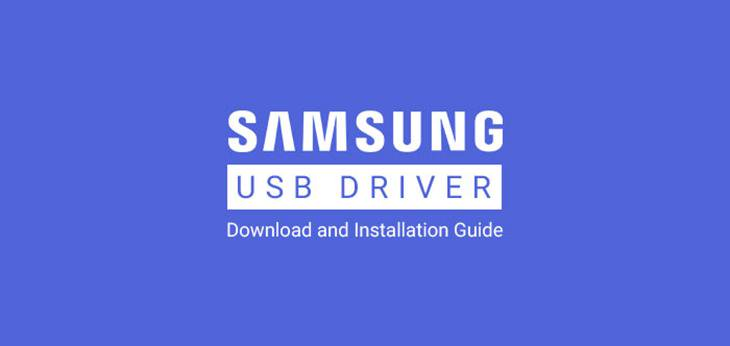 SAMSUNG
USB DRIVER
Download and Installation Guide